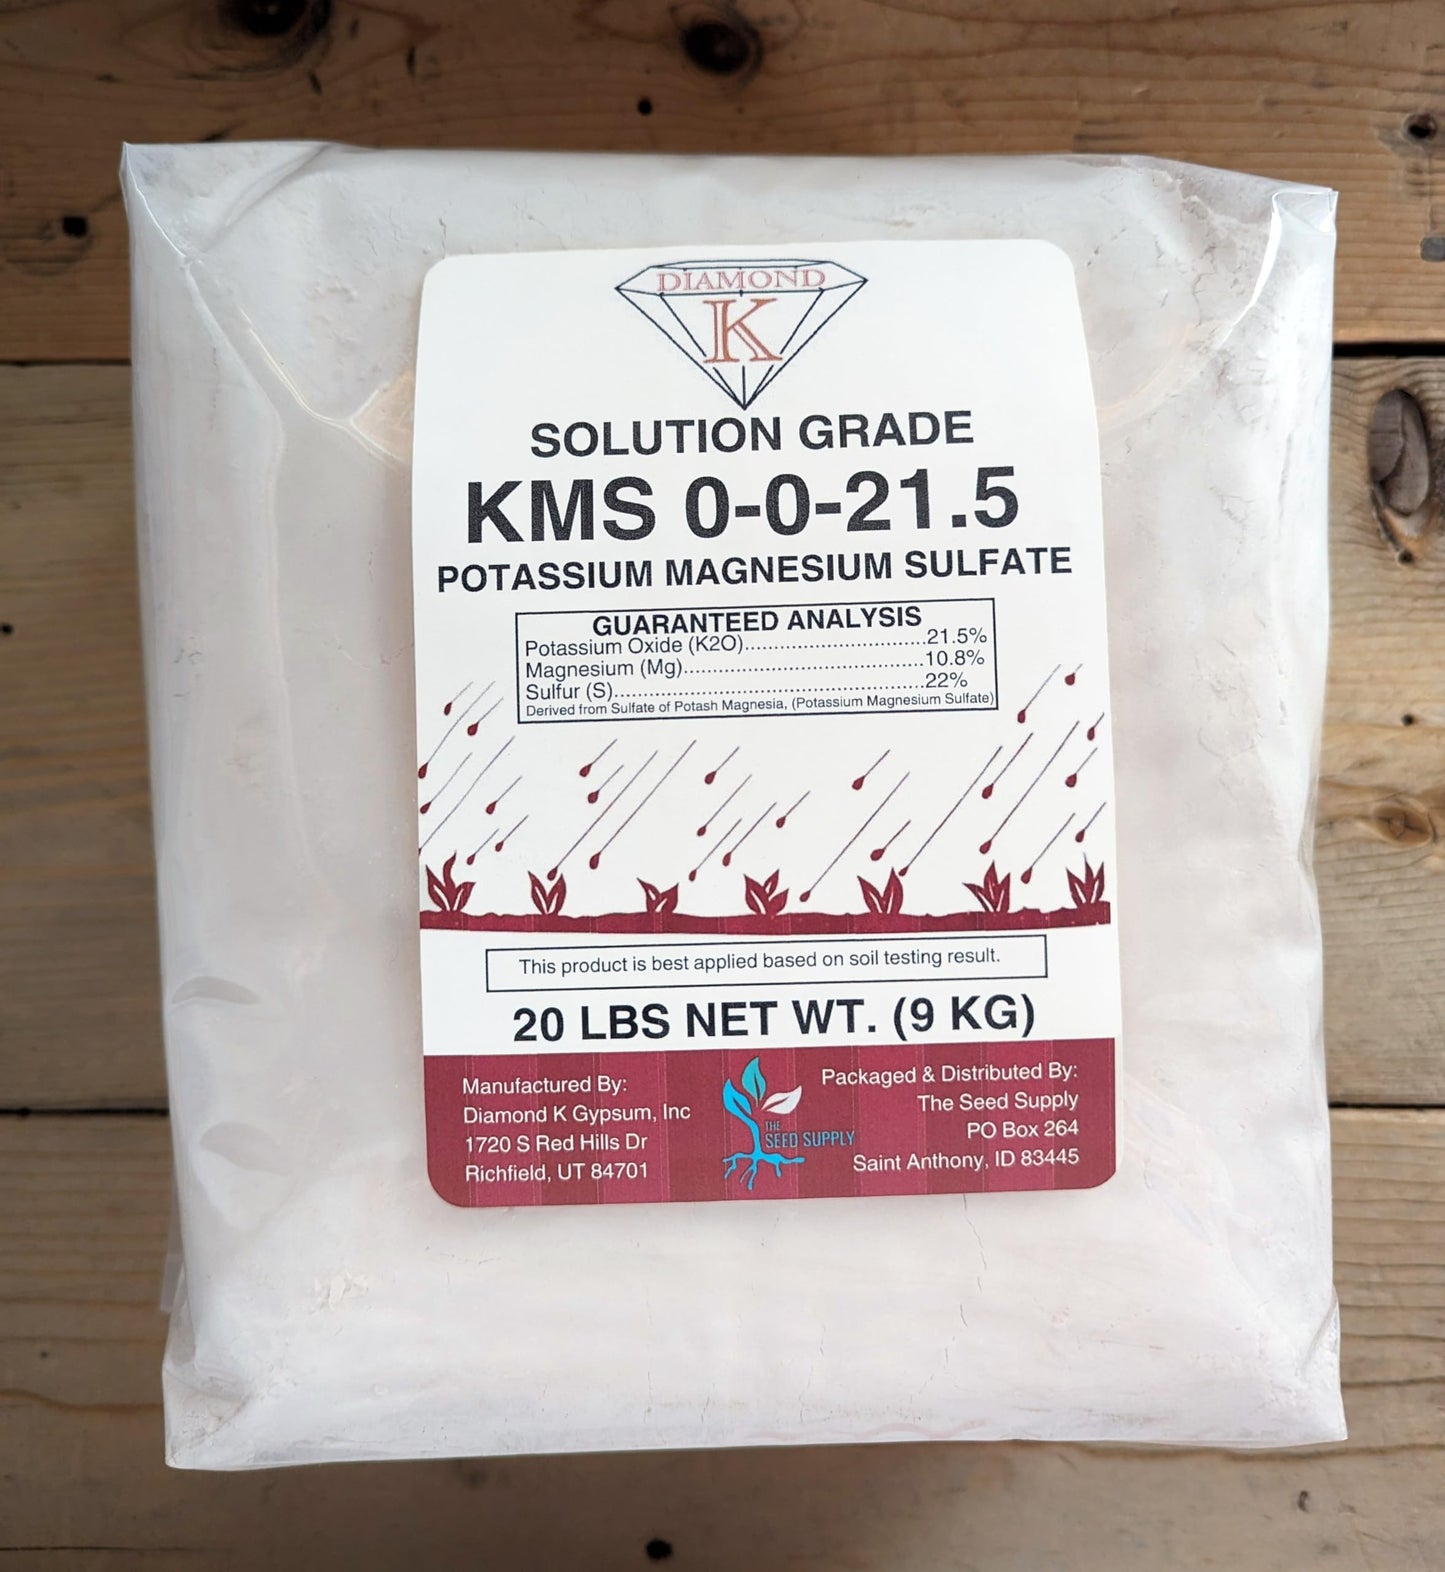 DIAMOND
K
SOLUTION GRADE
KMS 0-0-21.5
POTASSIUM MAGNESIUM SULFATE
GUARANTEED ANALYSIS
Potassium Oxide (K2O)..............................21.5%
Magnesium (Mg).......................................10.8%
Sulfur (S)..................................................22%
Derived from Sulfate of Potash Magnesia, (Potassium Magnesium Sulfate)
This product is best applied based on soil testing result.
20 LBS NET WT. (9 KG)
Manufactured By:
Diamond K Gypsum, Inc
1720 S Red Hills Dr
Richfield, UT 84701
THE
SEED SUPPLY
Packaged & Distributed By:
The Seed Supply
PO Box 264
Saint Anthony, ID 83445